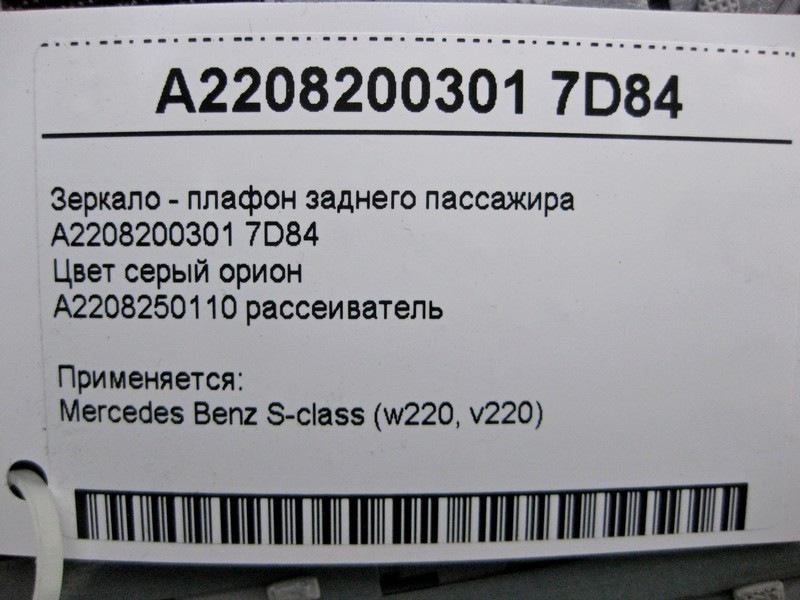 A2208200301 7D84
Зеркало - плафон заднего пассажира
A2208200301 7D84
Цвет серый орион
A2208250110 рассеиватель
Применяется:
Mercedes Benz S-class (w220, v220)